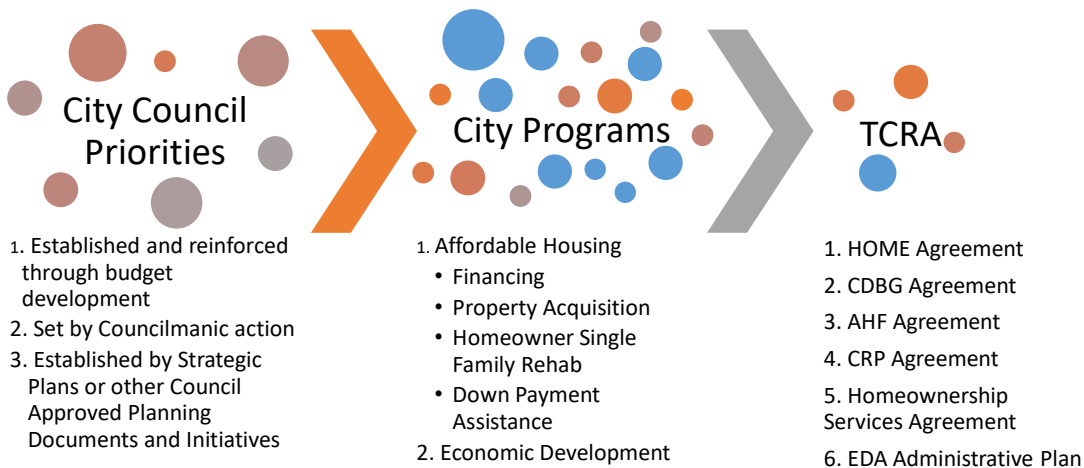 City Council
Priorities
1. Established and reinforced
through budget
development
2. Set by Councilmanic action
3. Established by Strategic
Plans or other Council
Approved Planning
Documents and Initiatives
City Programs
1. Affordable Housing
• Financing
• Property Acquisition
• Homeowner Single
Family Rehab
• Down Payment
Assistance
2. Economic Development
TCRA
1. HOME Agreement
2. CDBG Agreement
3. AHF Agreement
4. CRP Agreement
5. Homeownership
Services Agreement
6. EDA Administrative Plan